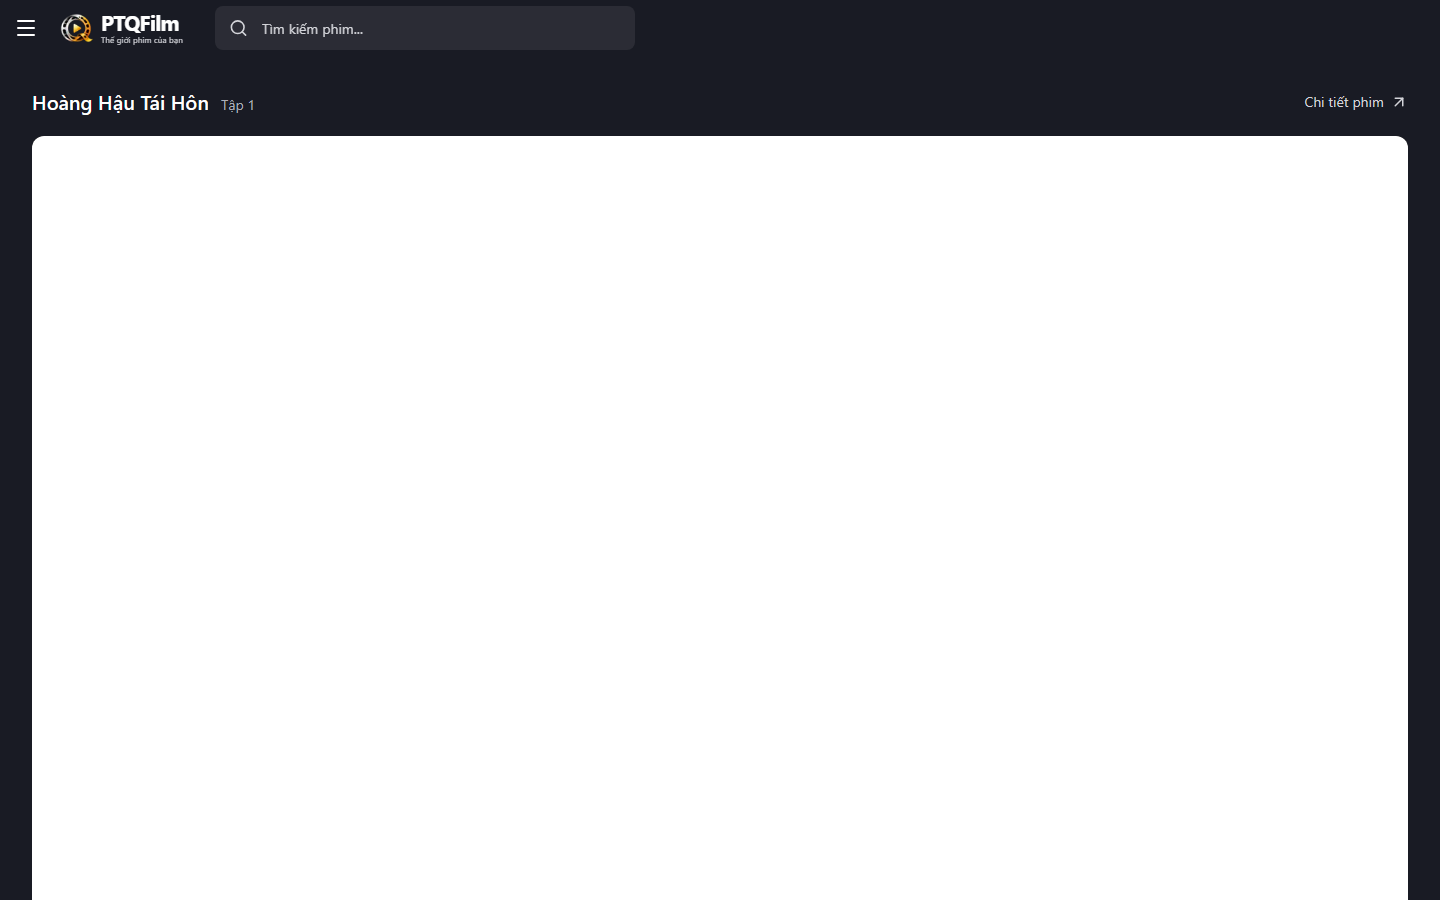 PTQFilm
Thế giới phim của bạn
Tìm kiếm phim...
Hoàng Hậu Tái Hôn Tập 1
Chi tiết phim